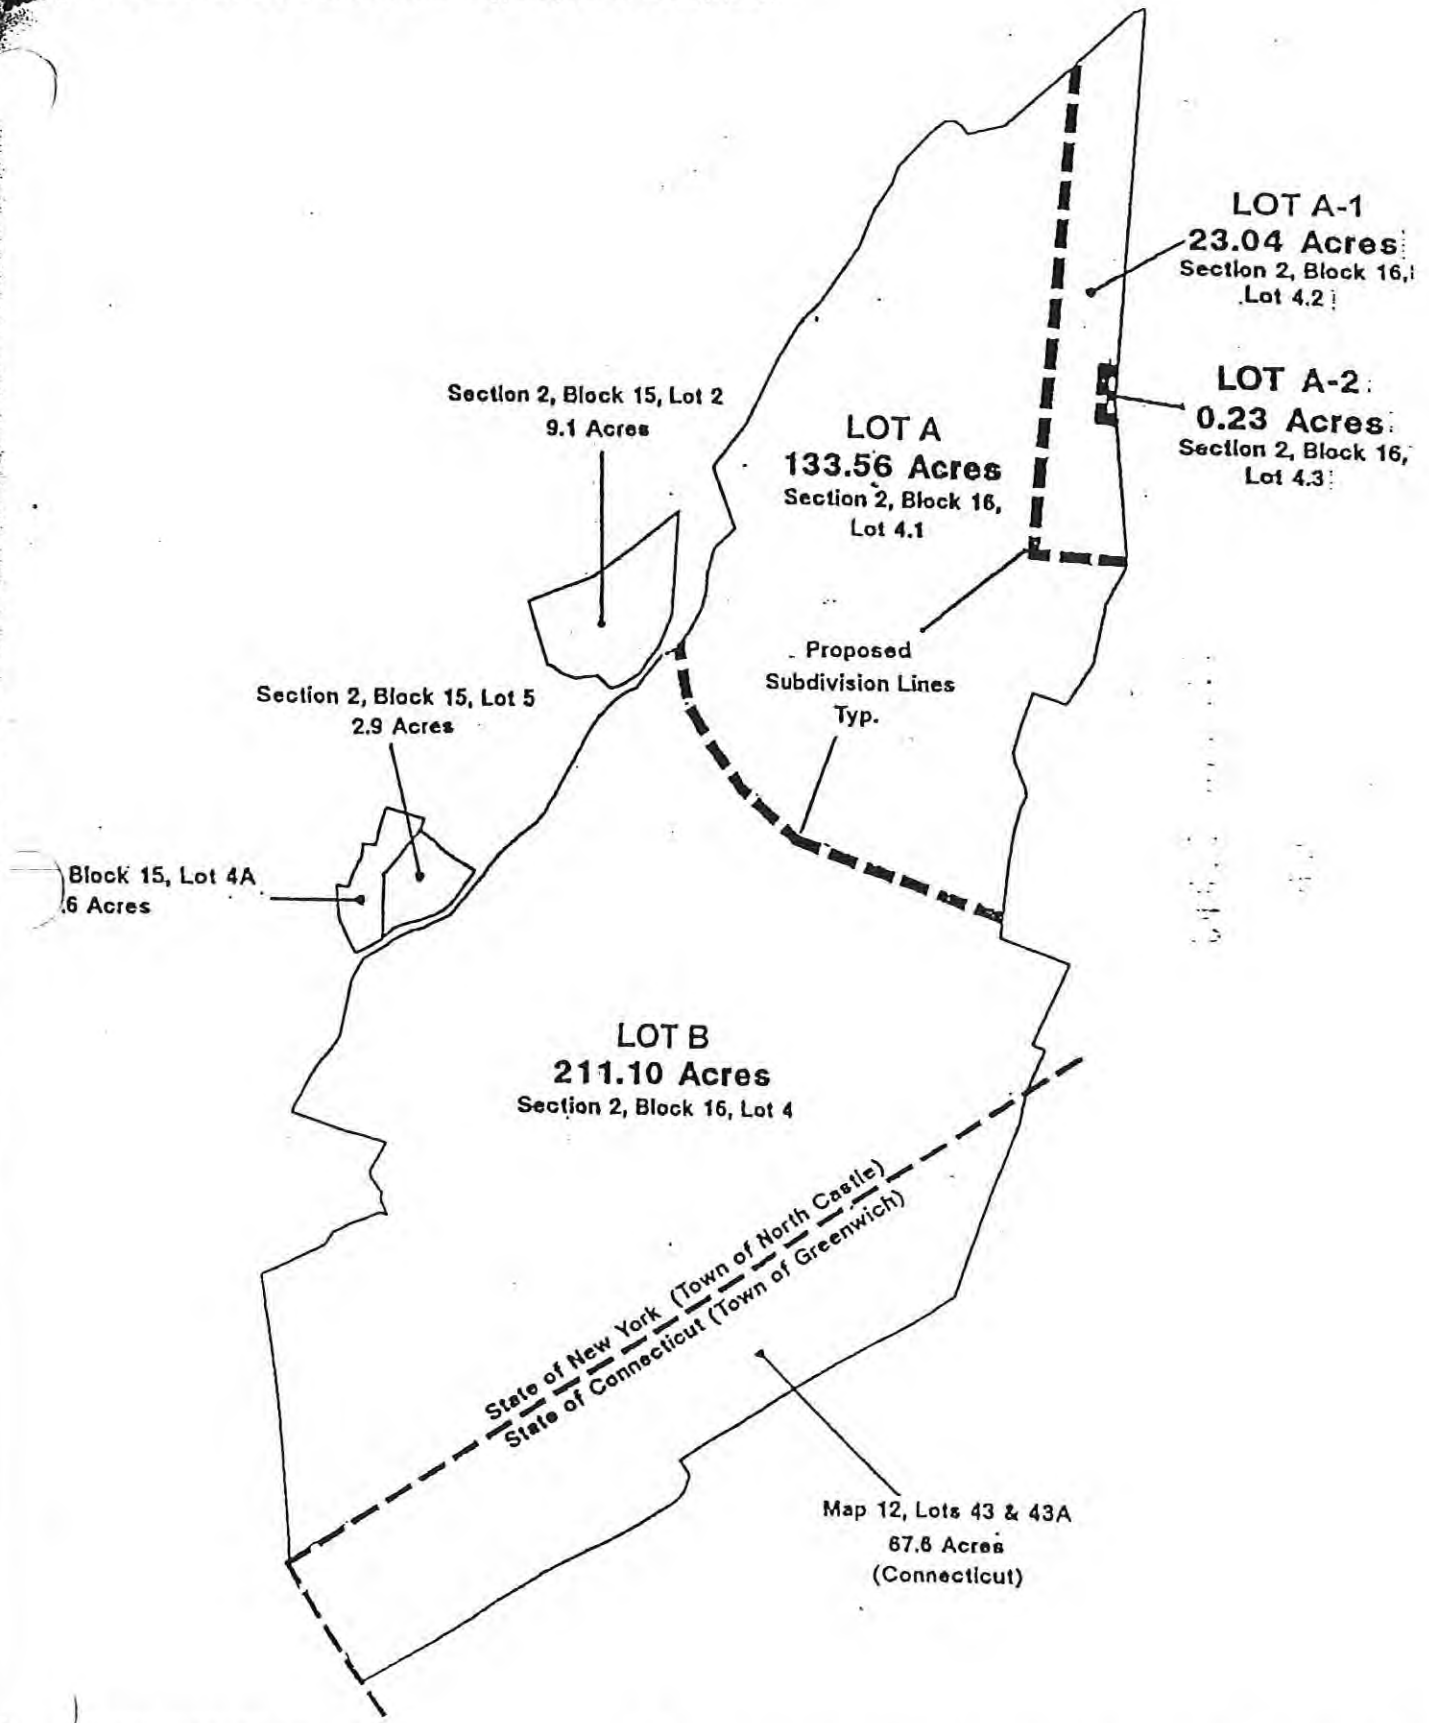 LOT A-1
23.04 Acres
Section 2, Block 16,
Lot 4.2
LOT A-2
0.23 Acres
Section 2, Block 16,
Lot 4.3
Section 2, Block 15, Lot 2
9.1 Acres
LOT A
133.56 Acres
Section 2, Block 16,
Lot 4.1
Proposed
Subdivision Lines
Typ.
Section 2, Block 15, Lot 5
2.9 Acres
Block 15, Lot 4A
.6 Acres
LOT B
211.10 Acres
Section 2, Block 16, Lot 4
State of New York (Town of North Castle)
State of Connecticut (Town of Greenwich)
Map 12, Lots 43 & 43A
67.6 Acres
(Connecticut)